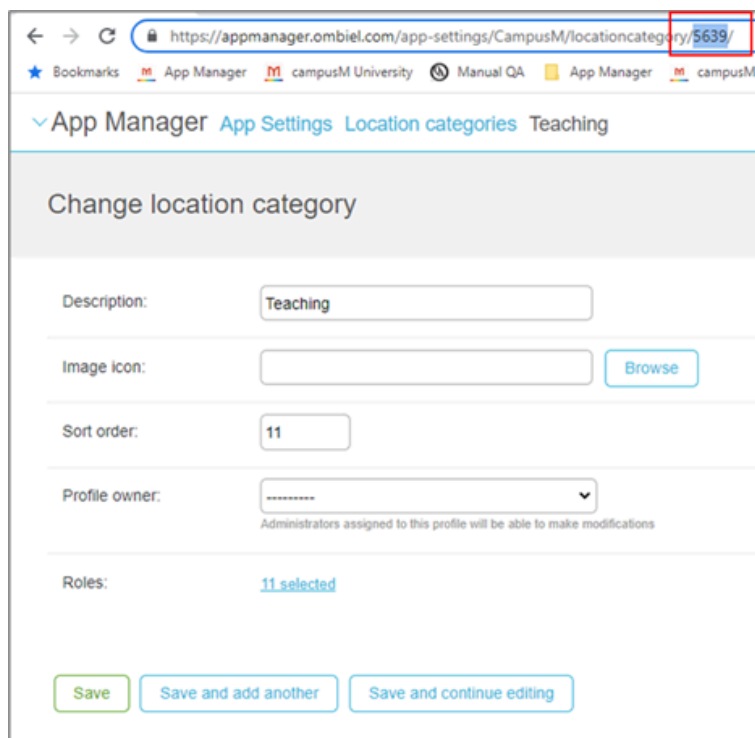 https://appmanager.ombiel.com/app-settings/CampusM/locationcategory/5639/
Bookmarks App Manager campusM University Manual QA App Manager campusM
App Manager App Settings Location categories Teaching
Change location category
Description: Teaching
Image icon: Browse
Sort order: 11
Profile owner: ---------
Administrators assigned to this profile will be able to make modifications
Roles: 11 selected
Save Save and add another Save and continue editing